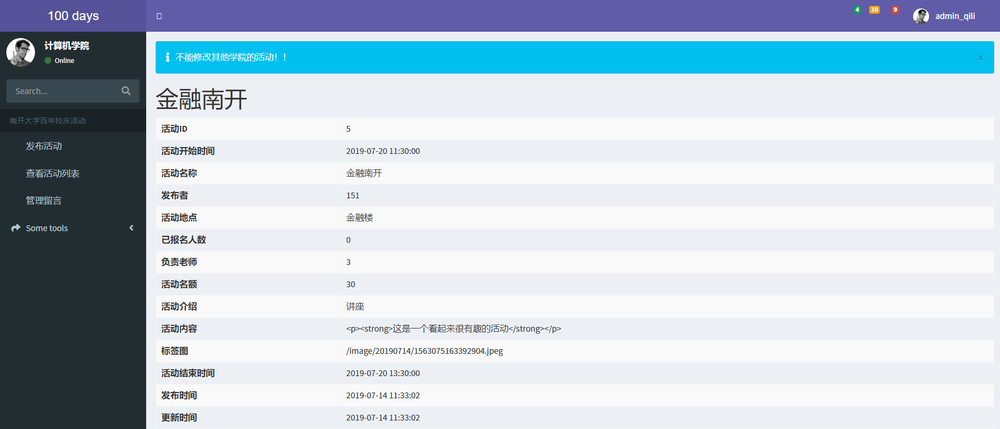 100 days
4
10
9
admin_qili
计算机学院
Online
Search...
南开大学百年校庆活动
发布活动
查看活动列表
管理留言
Some tools
不能修改其他学院的活动！！
×
金融南开
活动ID 5
活动开始时间 2019-07-20 11:30:00
活动名称 金融南开
发布者 151
活动地点 金融楼
已报名人数 0
负责老师 3
活动名额 30
活动介绍 讲座
活动内容 <p><strong>这是一个看起来很有趣的活动</strong></p>
标签图 /image/20190714/1563075163392904.jpeg
活动结束时间 2019-07-20 13:30:00
发布时间 2019-07-14 11:33:02
更新时间 2019-07-14 11:33:02